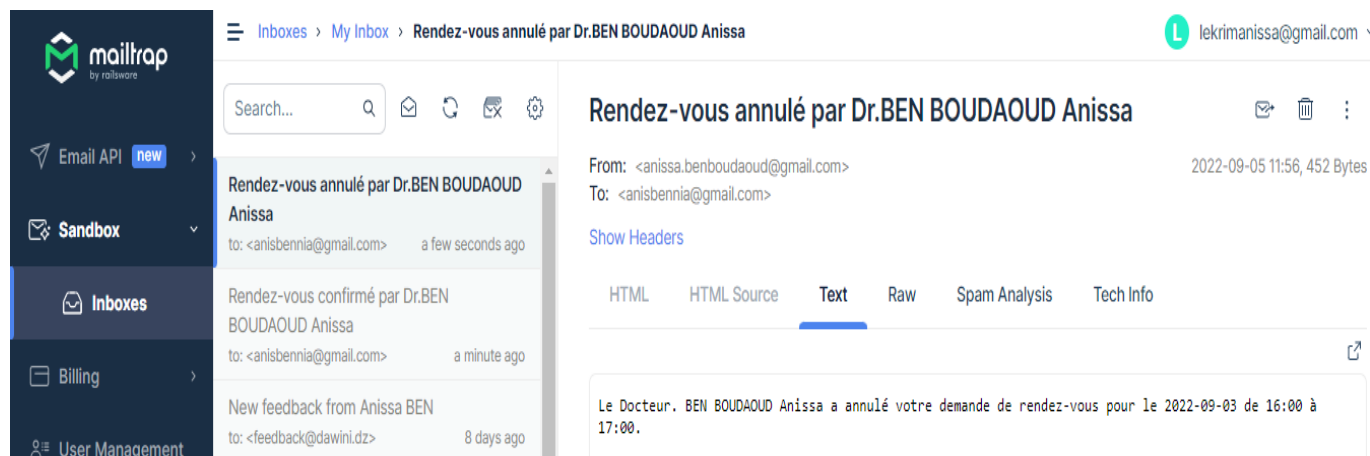 mailtrap
by railsware
Email API new
Sandbox
Inboxes
Billing
User Management
Inboxes › My Inbox › Rendez-vous annulé par Dr.BEN BOUDAOUD Anissa
L lekrimanissa@gmail.com
Search...
Rendez-vous annulé par Dr.BEN BOUDAOUD
Anissa
to: <anisbennia@gmail.com> a few seconds ago
Rendez-vous confirmé par Dr.BEN
BOUDAOUD Anissa
to: <anisbennia@gmail.com> a minute ago
New feedback from Anissa BEN
to: <feedback@dawini.dz> 8 days ago
Rendez-vous annulé par Dr.BEN BOUDAOUD Anissa
From: <anissa.benboudaoud@gmail.com> 2022-09-05 11:56, 452 Bytes
To: <anisbennia@gmail.com>
Show Headers
HTML HTML Source Text Raw Spam Analysis Tech Info
Le Docteur. BEN BOUDAOUD Anissa a annulé votre demande de rendez-vous pour le 2022-09-03 de 16:00 à
17:00.